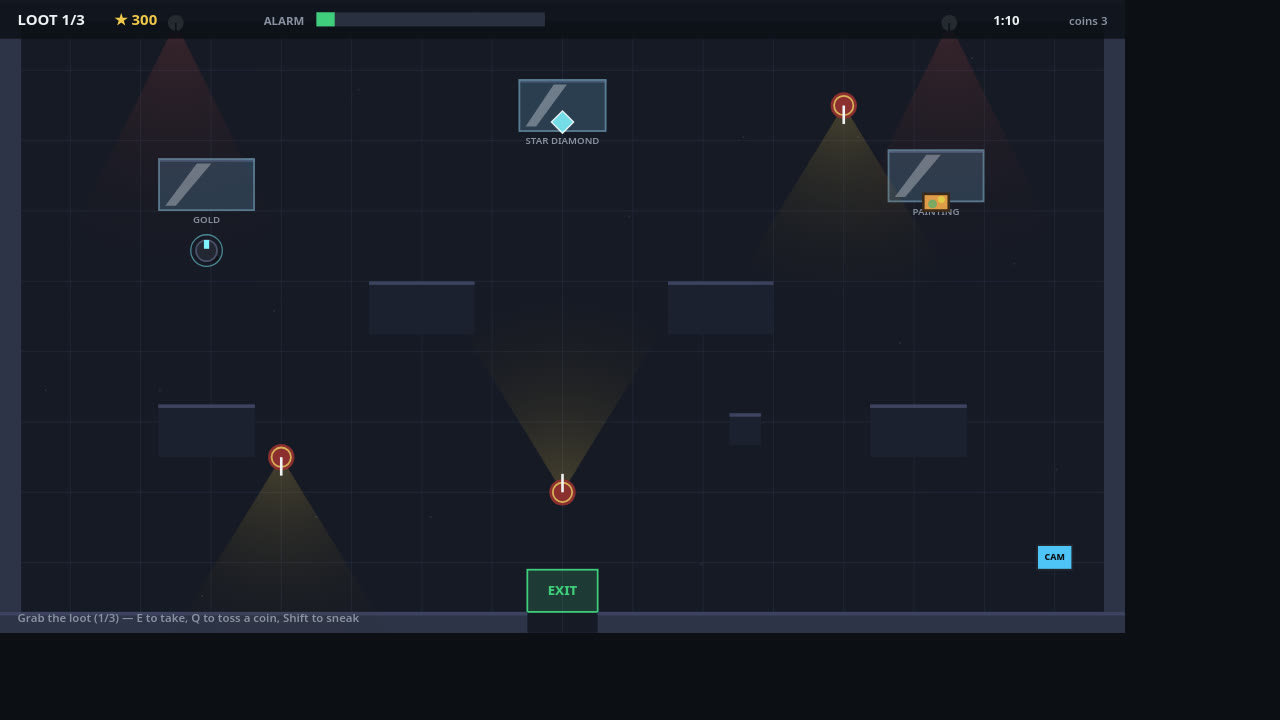 LOOT 1/3 ★ 300 ALARM 1:10 coins 3
STAR DIAMOND
GOLD
PAINTING
CAM
EXIT
Grab the loot (1/3) — E to take, Q to toss a coin, Shift to sneak